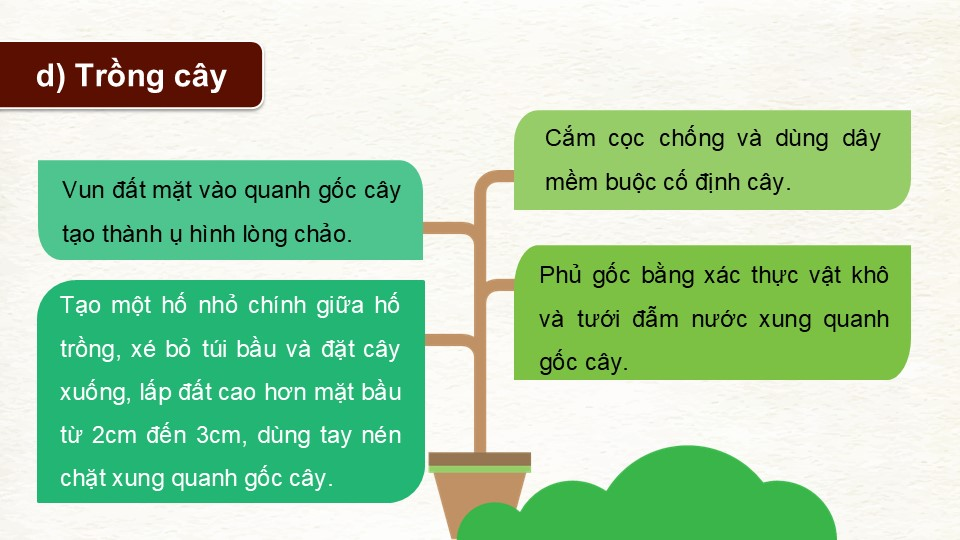 d) Trồng cây
Vun đất mặt vào quanh gốc cây
tạo thành ụ hình lòng chảo.
Tạo một hố nhỏ chính giữa hố
trồng, xé bỏ túi bầu và đặt cây
xuống, lấp đất cao hơn mặt bầu
từ 2cm đến 3cm, dùng tay nén
chặt xung quanh gốc cây.
Cắm cọc chống và dùng dây
mềm buộc cố định cây.
Phủ gốc bằng xác thực vật khô
và tưới đẫm nước xung quanh
gốc cây.